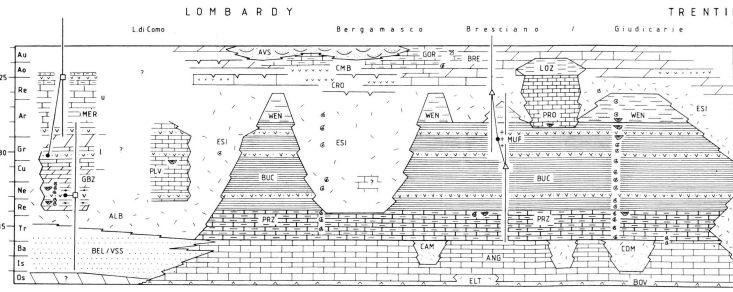 LOMBARDY TRENTI
L.di Como Bergamasco Bresciano / Giudicarie
Au AVS GOR BRE
Ao ? CMB LOZ
25
Re CRO
u ESI
Ar MER WEN WEN PRO WEN
Gr ? l ESI ESI MUF
30
Cu PLV
GBZ BUC ? BUC
Ne
Re ALB PRZ PRZ
35
Tr
Ba BEL/VSS CAM COM
Is ANG
Os ? ELT BOV